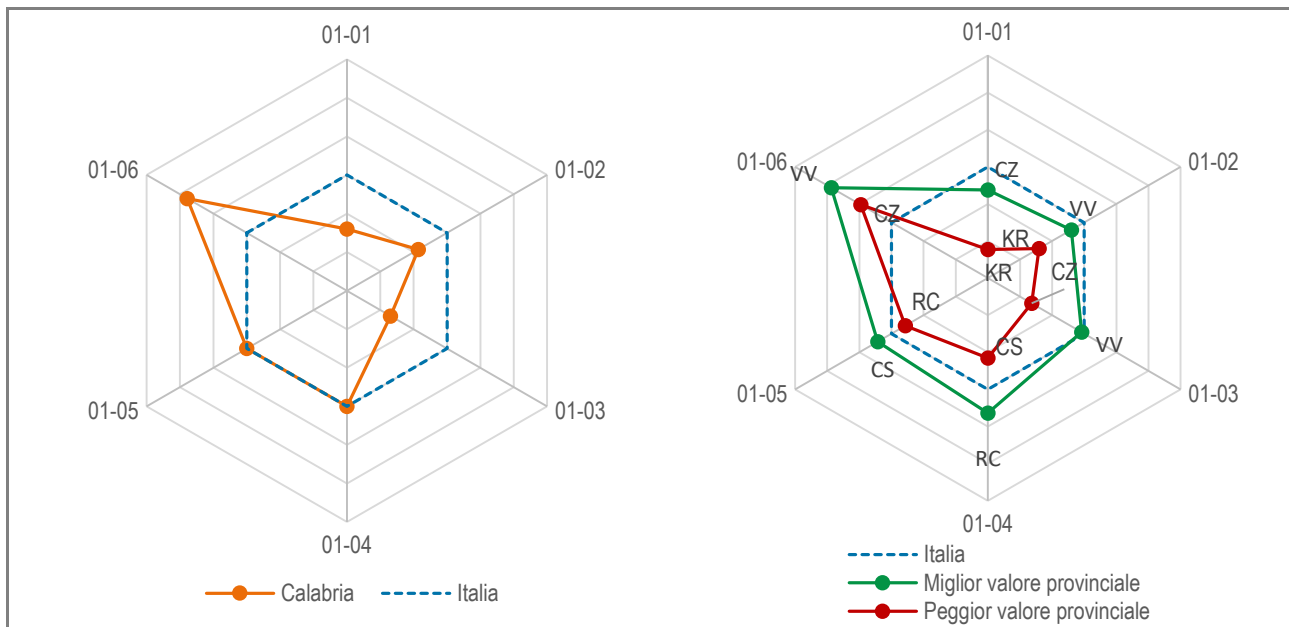 01-01
01-02
01-03
01-04
01-05
01-06
Calabria
Italia
01-01
01-02
01-03
01-04
01-05
01-06
CZ
VV
VV
RC
CS
VV
KR
KR
CZ
CS
RC
CZ
Italia
Miglior valore provinciale
Peggior valore provinciale